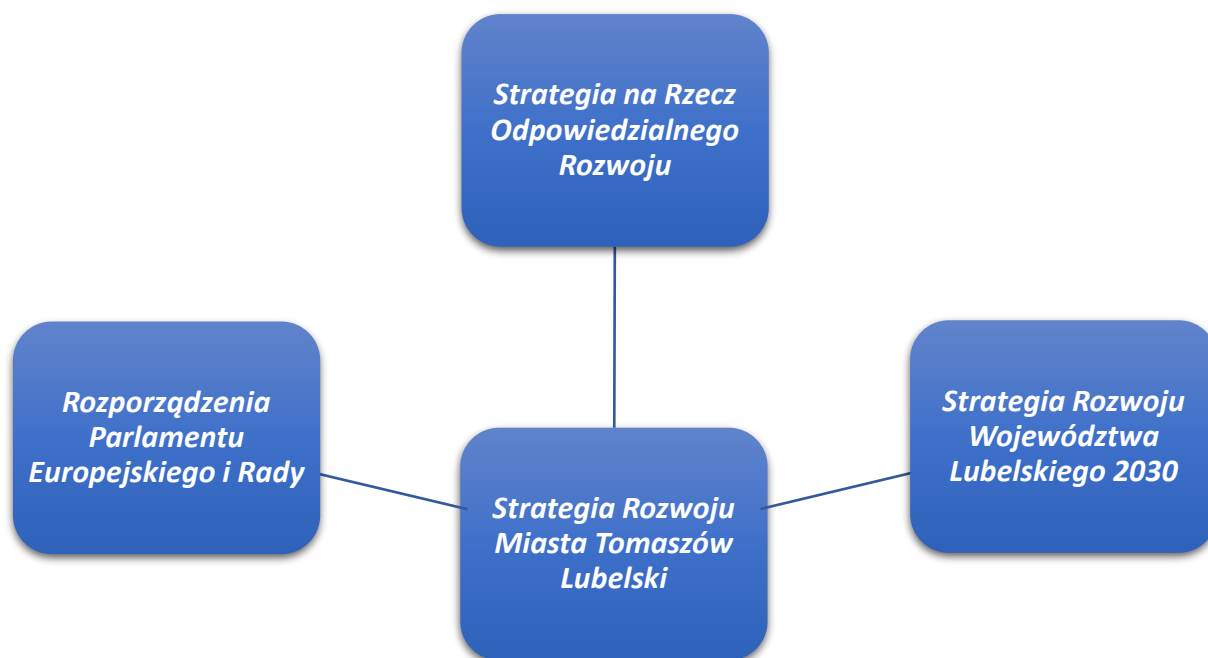 Strategia na Rzecz
Odpowiedzialnego
Rozwoju
Rozporządzenia
Parlamentu
Europejskiego i Rady
Strategia Rozwoju
Miasta Tomaszów
Lubelski
Strategia Rozwoju
Województwa
Lubelskiego 2030